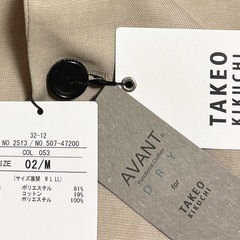 32-12
NO. 2513 / NO. 507-47200
COL. 053
SIZE 02/M
(サイズ展開 M L LL)
ポリエステル 81%
コットン 19%
ポリエステル 100%
AVANT
DRY
for
TAKEO
KIKUCHI
TAKEO
KIKUCHI